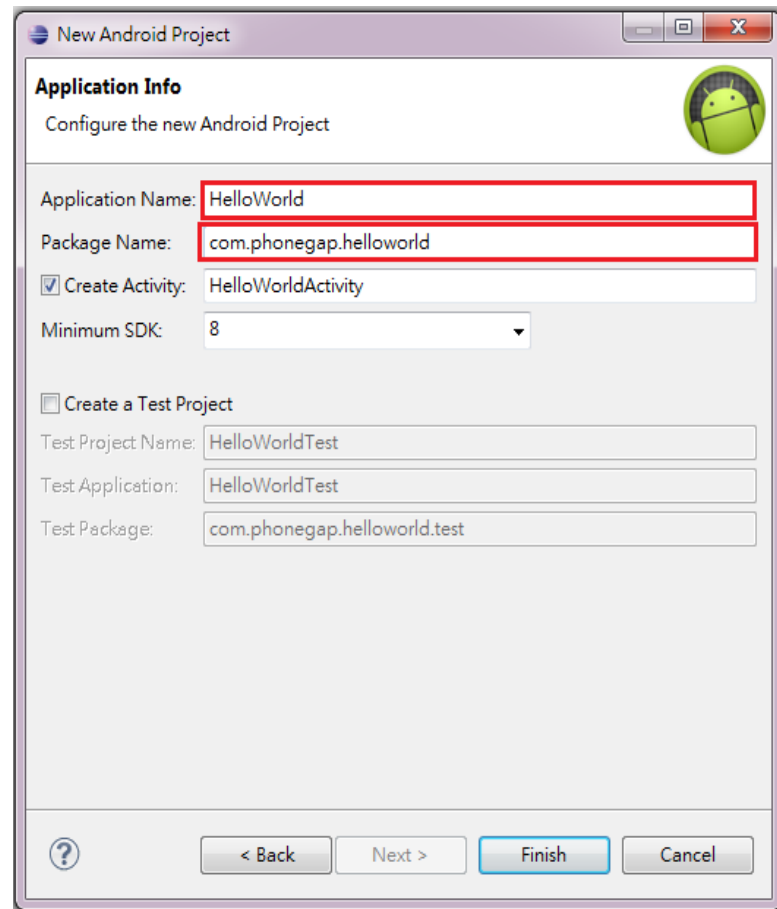 New Android Project
Application Info
Configure the new Android Project
Application Name: HelloWorld
Package Name: com.phonegap.helloworld
Create Activity: HelloWorldActivity
Minimum SDK: 8
Create a Test Project
Test Project Name: HelloWorldTest
Test Application: HelloWorldTest
Test Package: com.phonegap.helloworld.test
? < Back Next > Finish Cancel